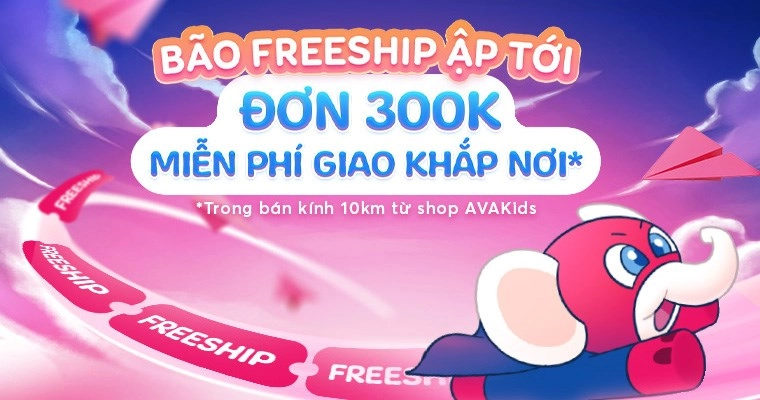 BÃO FREESHIP ẬP TỚI
ĐƠN 300K
MIỄN PHÍ GIAO KHẮP NƠI*
*Trong bán kính 10km từ shop AVAKids
FREESHIP
FREESHIP
FREESHIP
FREESH